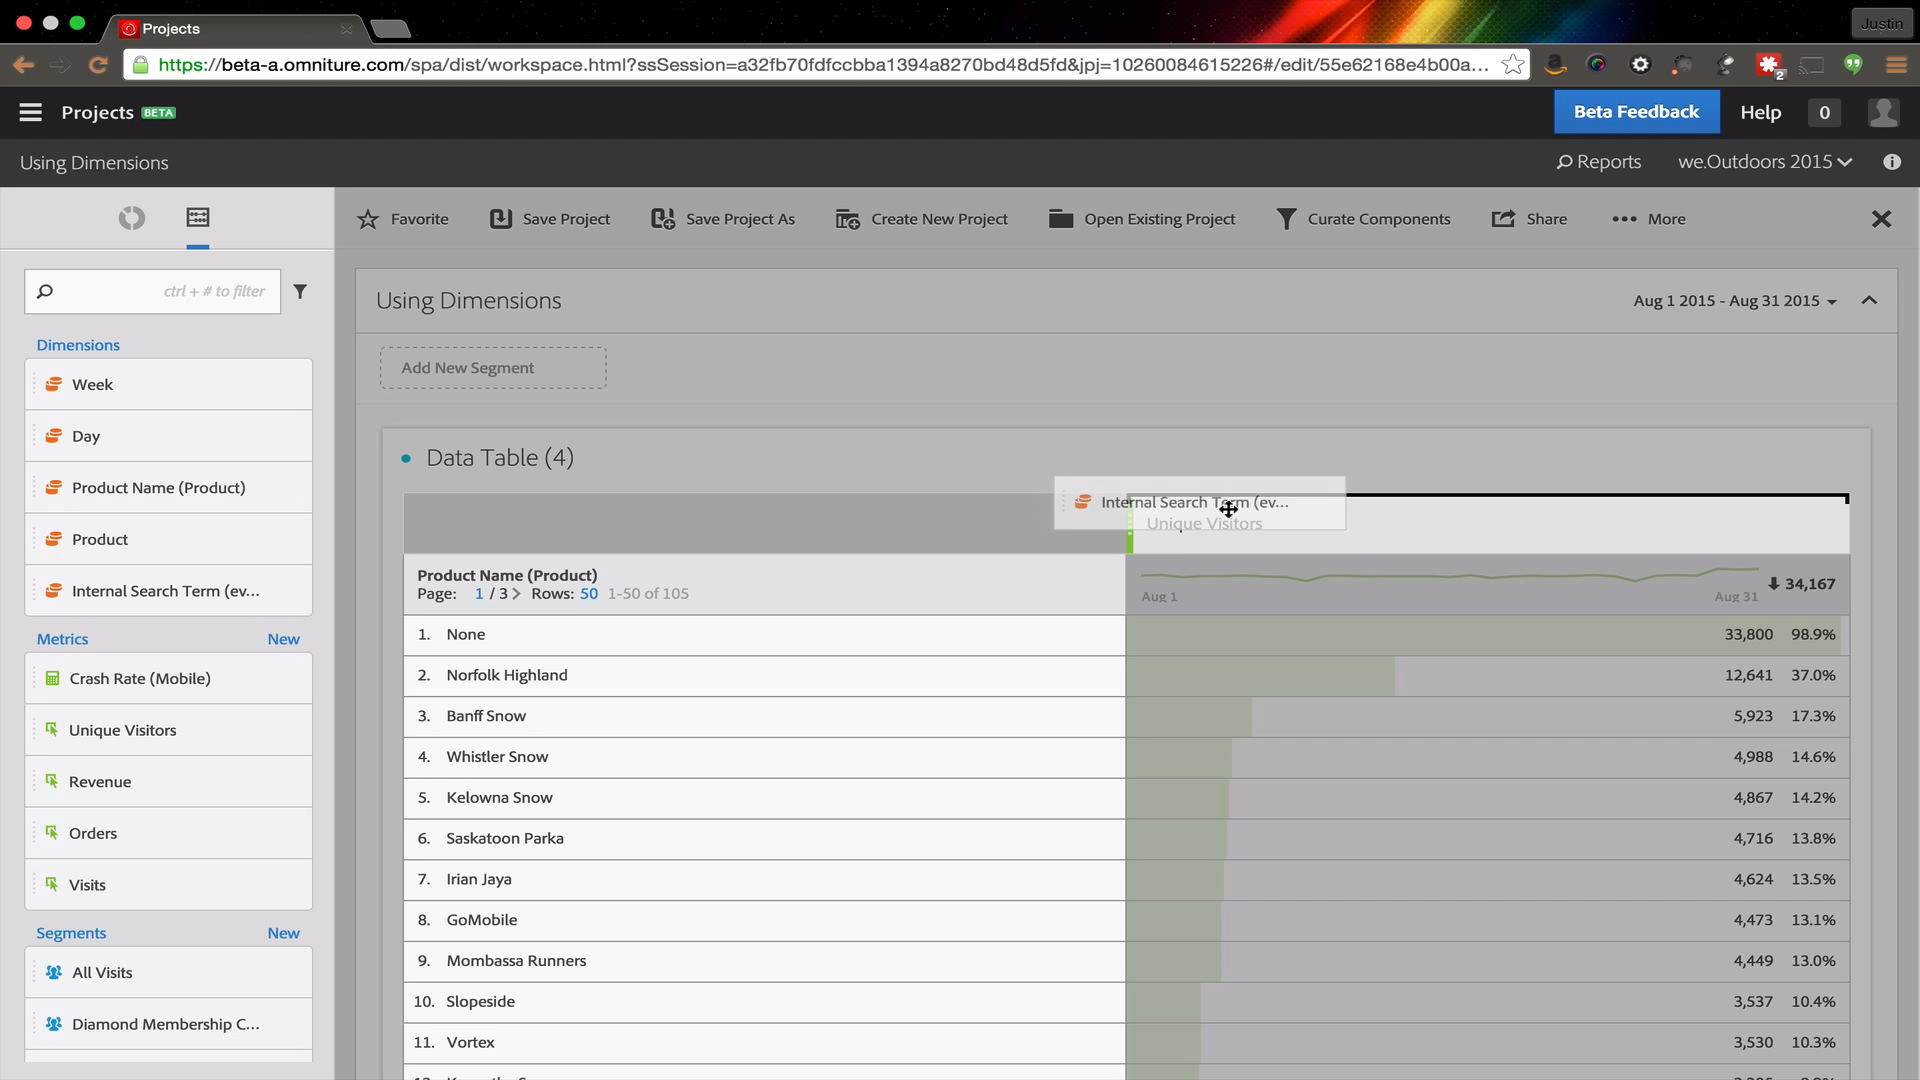 Projects
Justin
https://beta-a.omniture.com/spa/dist/workspace.html?ssSession=a32fb70fdfccbba1394a8270bd48d5fd&jpj=10260084615226#/edit/55e62168e4b00a...
2
Projects BETA
Beta Feedback
Help
0
Using Dimensions
Reports
we.Outdoors 2015
Favorite
Save Project
Save Project As
Create New Project
Open Existing Project
Curate Components
Share
More
ctrl + # to filter
Dimensions
Week
Day
Product Name (Product)
Product
Internal Search Term (ev...
Metrics New
Crash Rate (Mobile)
Unique Visitors
Revenue
Orders
Visits
Segments New
All Visits
Diamond Membership C...
Using Dimensions
Aug 1 2015 - Aug 31 2015
Add New Segment
Data Table (4)
Internal Search Term (ev...
Unique Visitors
Product Name (Product)
Page: 1 / 3 > Rows: 50 1-50 of 105
Aug 1
Aug 31
34,167
1. None 33,800 98.9%
2. Norfolk Highland 12,641 37.0%
3. Banff Snow 5,923 17.3%
4. Whistler Snow 4,988 14.6%
5. Kelowna Snow 4,867 14.2%
6. Saskatoon Parka 4,716 13.8%
7. Irian Jaya 4,624 13.5%
8. GoMobile 4,473 13.1%
9. Mombassa Runners 4,449 13.0%
10. Slopeside 3,537 10.4%
11. Vortex 3,530 10.3%